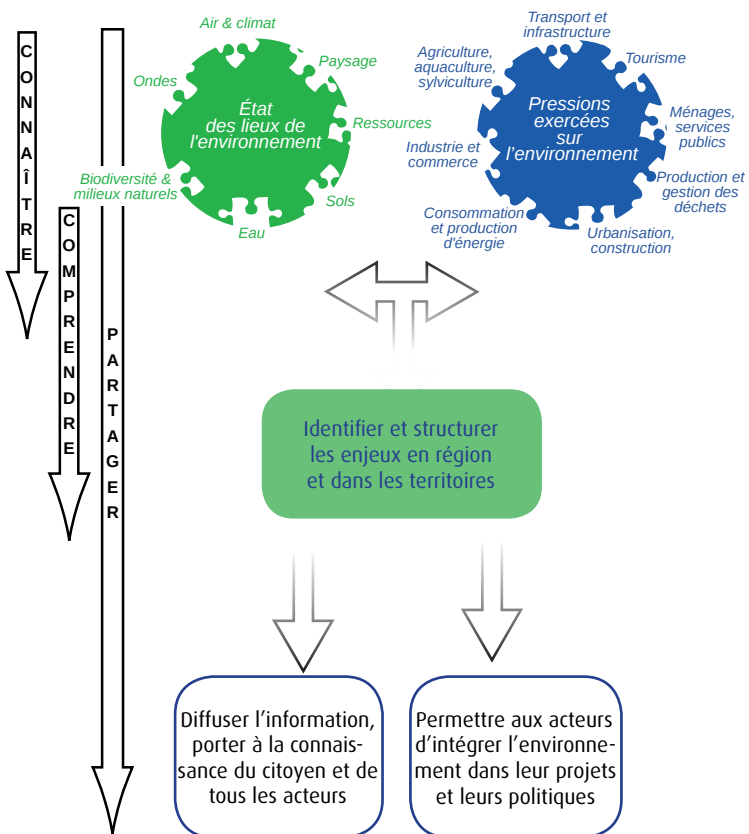 CONNAÎTRE
COMPRENDRE
PARTAGER
Air & climat
Ondes
Paysage
État
des lieux de
l'environnement
Ressources
Biodiversité &
milieux naturels
Sols
Eau
Transport et
infrastructure
Agriculture,
aquaculture,
sylviculture
Tourisme
Pressions
exercées
sur
l’environnement
Ménages,
services
publics
Industrie et
commerce
Production et
gestion des
déchets
Consommation
et production
d'énergie
Urbanisation,
construction
Identifier et structurer
les enjeux en région
et dans les territoires
Diffuser l’information,
porter à la connais-
sance du citoyen et de
tous les acteurs
Permettre aux acteurs
d’intégrer l’environne-
ment dans leur projets
et leurs politiques